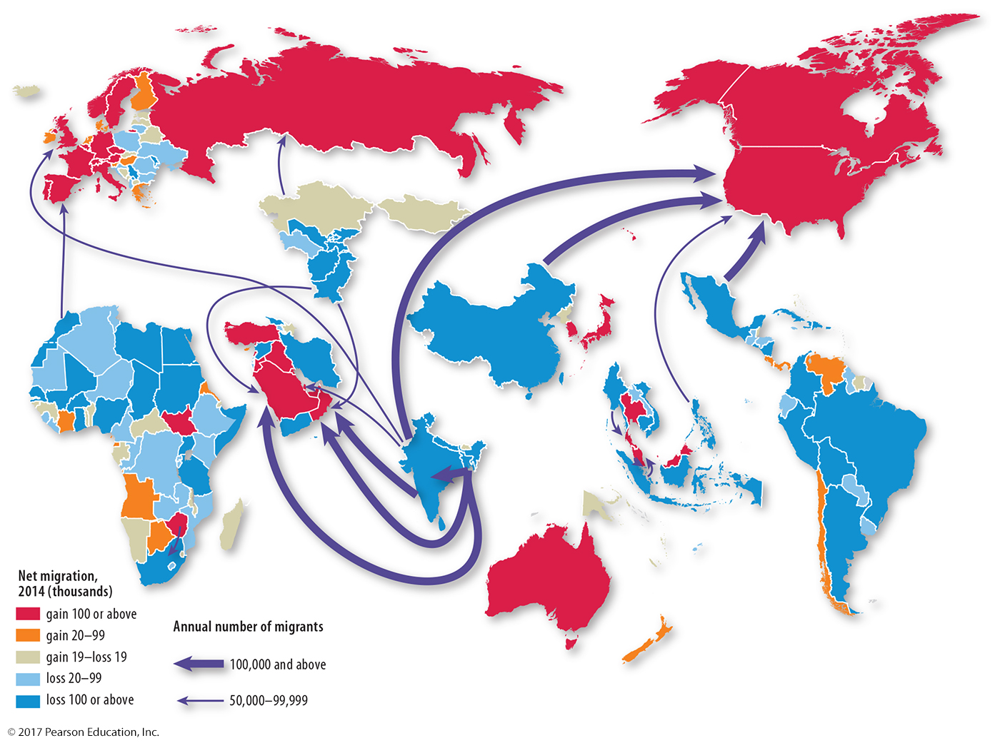 Net migration,
2014 (thousands)
gain 100 or above
gain 20–99
gain 19–loss 19
loss 20–99
loss 100 or above
Annual number of migrants
100,000 and above
50,000–99,999
© 2017 Pearson Education, Inc.